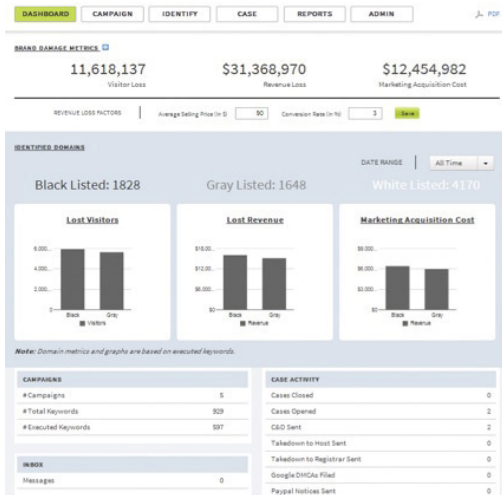 DASHBOARD CAMPAIGN IDENTIFY CASE REPORTS ADMIN PDF
BRAND DAMAGE METRICS
11,618,137 $31,368,970 $12,454,982
Visitor Loss Revenue Loss Marketing Acquisition Cost
REVENUE LOSS FACTORS Average Selling Price (in $) 90 Conversion Rate (in %) 3 Save
IDENTIFIED DOMAINS
DATE RANGE All Time
Black Listed: 1828 Gray Listed: 1648 White Listed: 4170
Lost Visitors Lost Revenue Marketing Acquisition Cost
6,000... $18,00... $9,000...
4,000... $12,00... $6,000...
2,000... $6,000... $3,000...
0 $0 $0
Black Gray Black Gray Black Gray
Visitors Revenue Revenue
Note: Domain metrics and graphs are based on executed keywords.
CAMPAIGNS CASE ACTIVITY
# Campaigns 5 Cases Closed 0
# Total Keywords 929 Cases Opened 2
# Executed Keywords 597 C&D Sent 2
Takedown to Host Sent 0
INBOX Takedown to Registrar Sent 0
Messages 0 Google DMCAs Filed 0
Paypal Notices Sent 0